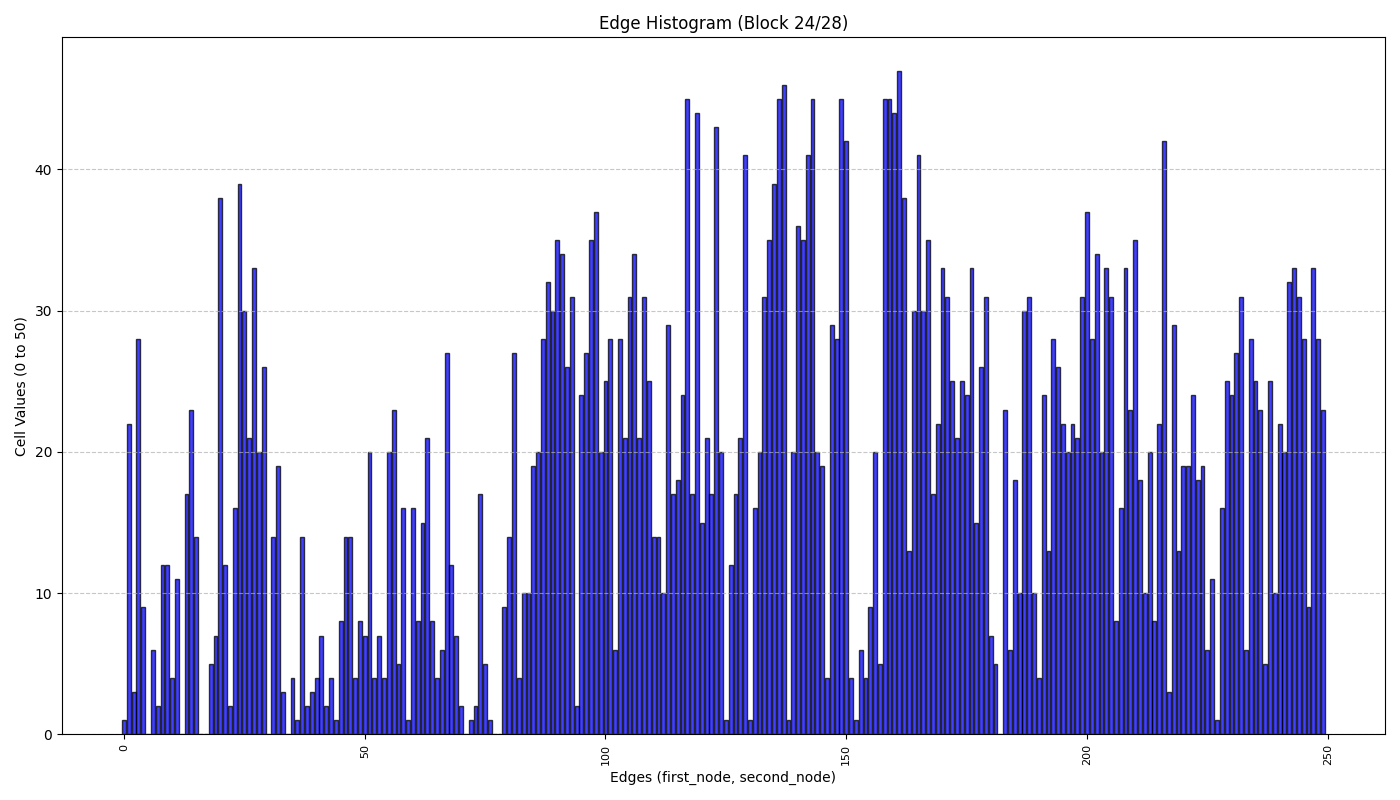 Edge Histogram (Block 24/28)
Cell Values (0 to 50)
40
30
20
10
0
0 50 100 150 200 250
Edges (first_node, second_node)